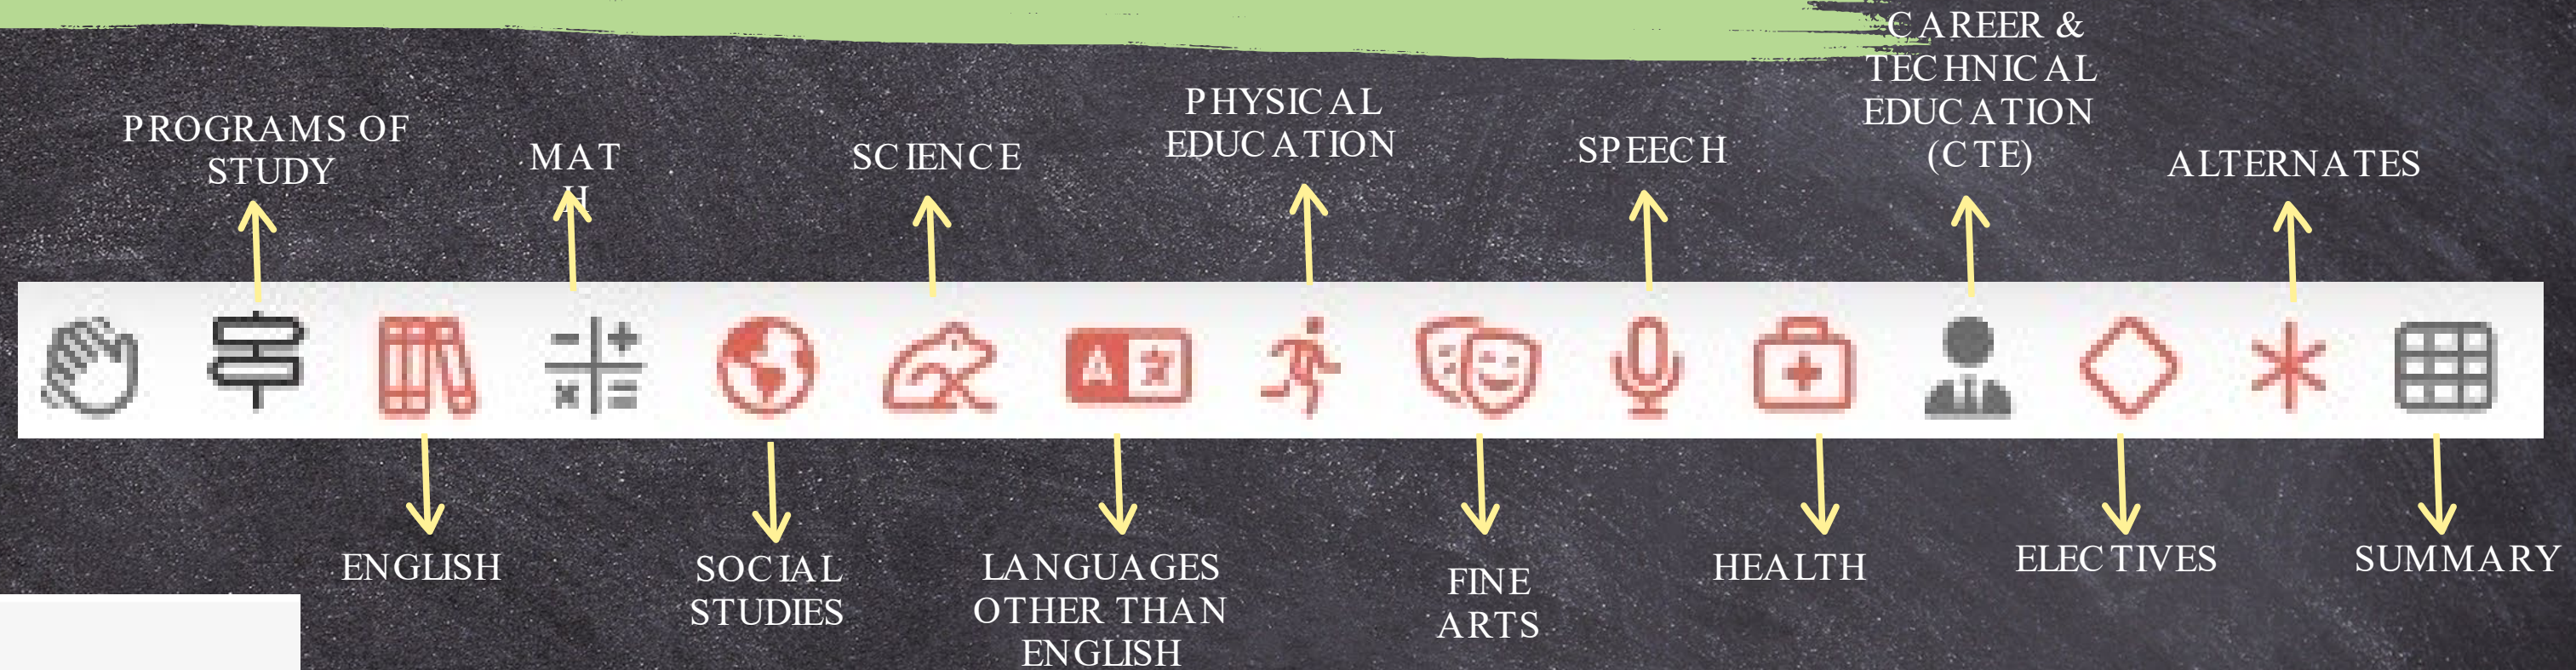 PROGRAMS OF
STUDY
MAT
H
SCIENCE
PHYSICAL
EDUCATION
SPEECH
CAREER &
TECHNICAL
EDUCATION
(CTE)
ALTERNATES
A
ENGLISH
SOCIAL
STUDIES
LANGUAGES
OTHER THAN
ENGLISH
FINE
ARTS
HEALTH
ELECTIVES
SUMMARY